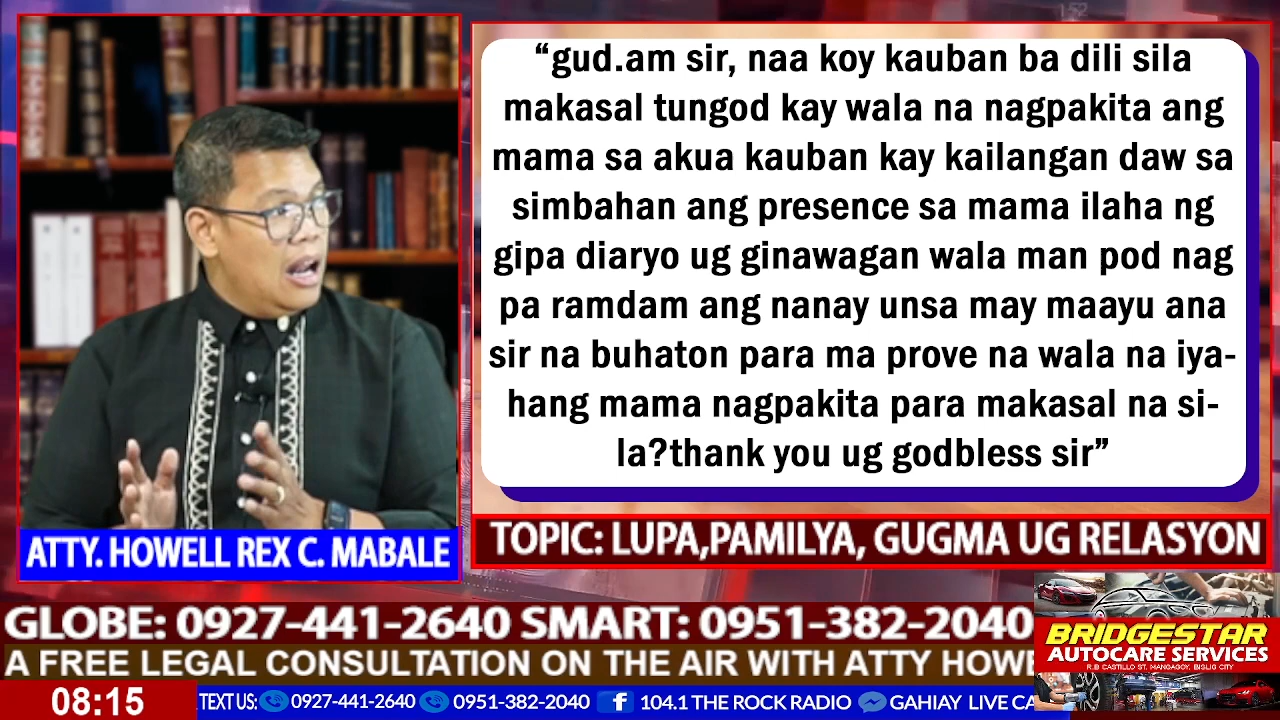 “gud.am sir, naa koy kauban ba dili sila
makasal tungod kay wala na nagpakita ang
mama sa akua kauban kay kailangan daw sa
simbahan ang presence sa mama ilaha ng
gipa diaryo ug ginawagan wala man pod nag
pa ramdam ang nanay unsa may maayu ana
sir na buhaton para ma prove na wala na iya-
hang mama nagpakita para makasal na si-
la?thank you ug godbless sir”
ATTY. HOWELL REX C. MABALE
TOPIC: LUPA,PAMILYA, GUGMA UG RELASYON
GLOBE: 0927-441-2640 SMART: 0951-382-2040
A FREE LEGAL CONSULTATION ON THE AIR WITH ATTY HOWE
BRIDGESTAR
AUTOCARE SERVICES
R.B CASTILLO ST. MANGAGOY, BISLIG CITY
08:15
TEXT US: 0927-441-2640 0951-382-2040 104.1 THE ROCK RADIO GAHIAY LIVE CA